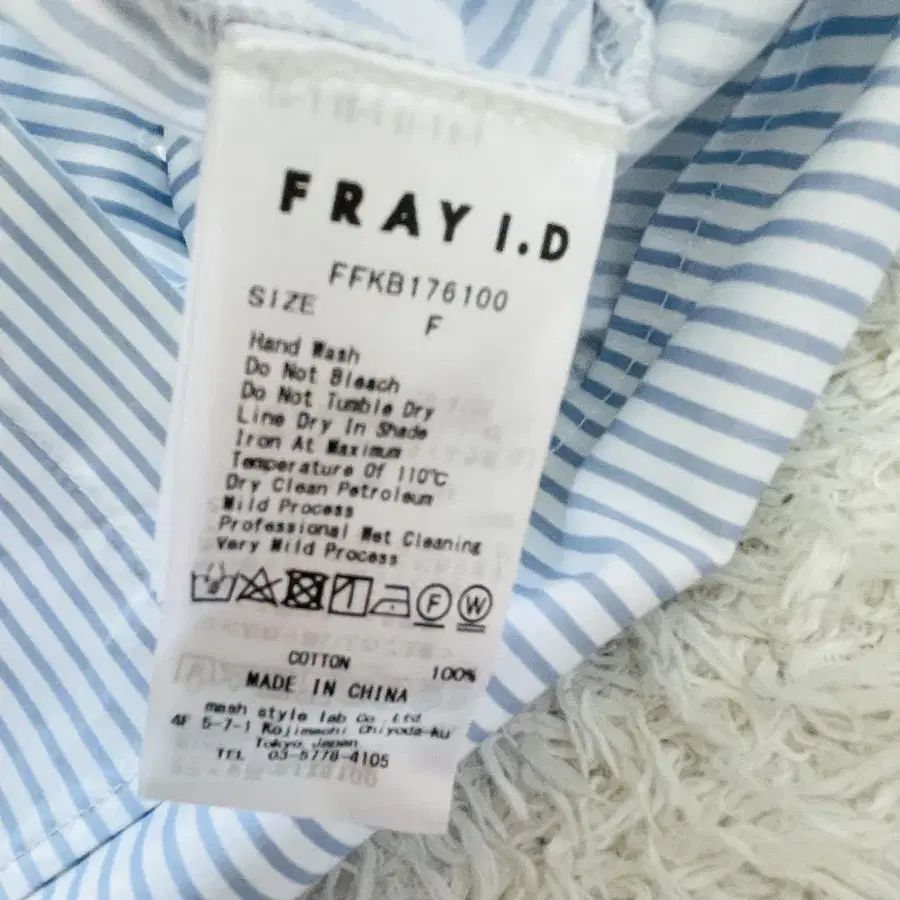 FRAY I.D
FFKB176100
SIZE F
Hand Wash
Do Not Bleach
Do Not Tumble Dry
Line Dry In Shade
Iron At Maximum
Temperature Of 110℃
Dry Clean Petroleum
Mild Process
Professional Wet Cleaning
Very Mild Process
F W
COTTON 100%
MADE IN CHINA
mash style lab Co.,Ltd.
4F 5-7-1 Kojimachi Chiyoda-ku
Tokyo Japan
TEL 03-5778-4105